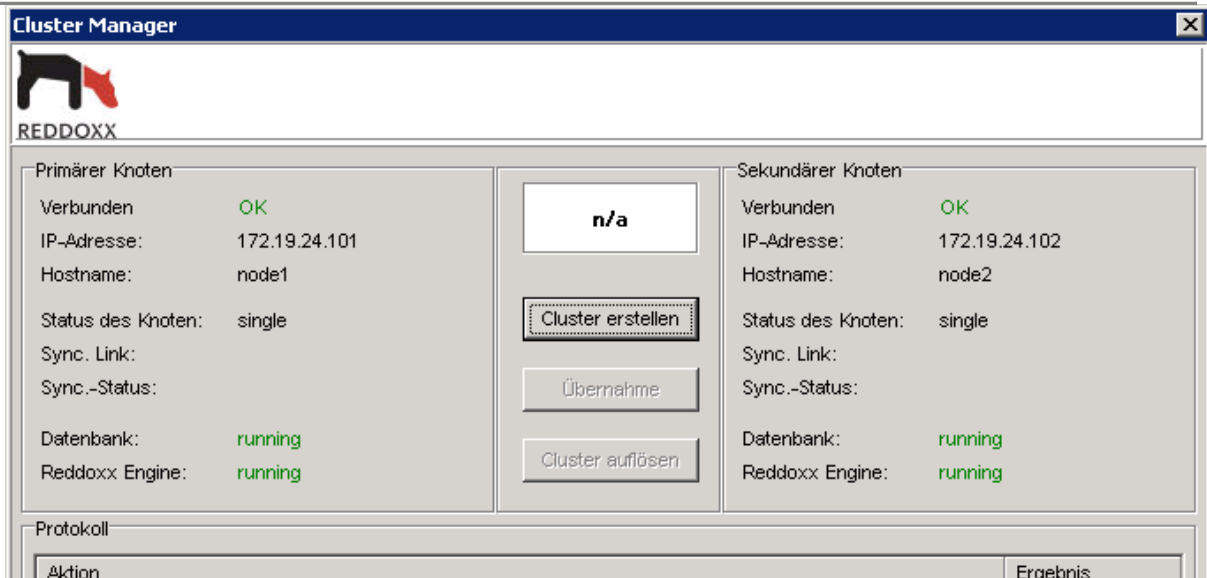 Cluster Manager
REDDOXX
Primärer Knoten
Verbunden OK
IP-Adresse: 172.19.24.101
Hostname: node1
Status des Knoten: single
Sync. Link:
Sync.-Status:
Datenbank: running
Reddoxx Engine: running
n/a
Cluster erstellen
Übernahme
Cluster auflösen
Sekundärer Knoten
Verbunden OK
IP-Adresse: 172.19.24.102
Hostname: node2
Status des Knoten: single
Sync. Link:
Sync.-Status:
Datenbank: running
Reddoxx Engine: running
Protokoll
Aktion Ergebnis